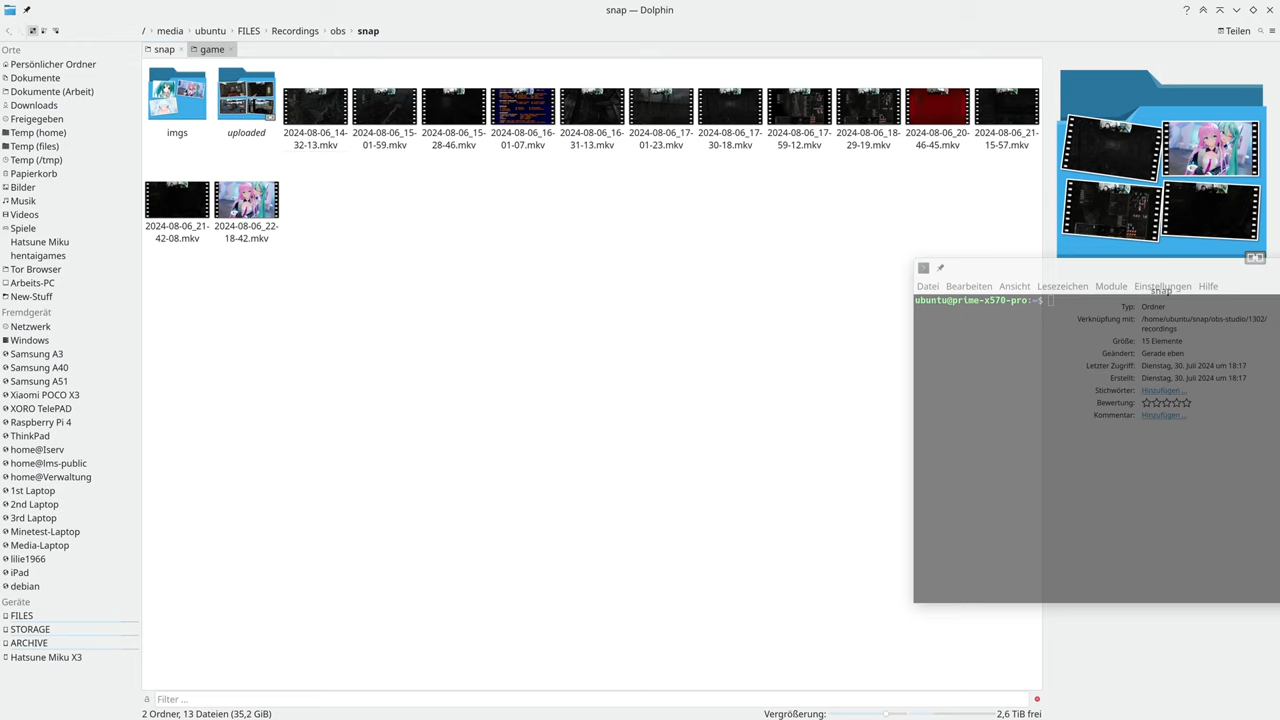 snap — Dolphin
/ media ubuntu FILES Recordings obs snap
Teilen
snap
game
Orte
Persönlicher Ordner
Dokumente
Dokumente (Arbeit)
Downloads
Freigegeben
Temp (home)
Temp (files)
Temp (/tmp)
Papierkorb
Bilder
Musik
Videos
Spiele
Hatsune Miku
hentaigames
Tor Browser
Arbeits-PC
New-Stuff
Fremdgerät
Netzwerk
Windows
Samsung A3
Samsung A40
Samsung A51
Xiaomi POCO X3
XORO TelePAD
Raspberry Pi 4
ThinkPad
home@Iserv
home@lms-public
home@Verwaltung
1st Laptop
2nd Laptop
3rd Laptop
Minetest-Laptop
Media-Laptop
lilie1966
iPad
debian
Geräte
FILES
STORAGE
ARCHIVE
Hatsune Miku X3
imgs
uploaded
2024-08-06_14-
32-13.mkv
2024-08-06_15-
01-59.mkv
2024-08-06_15-
28-46.mkv
2024-08-06_16-
01-07.mkv
2024-08-06_16-
31-13.mkv
2024-08-06_17-
01-23.mkv
2024-08-06_17-
30-18.mkv
2024-08-06_17-
59-12.mkv
2024-08-06_18-
29-19.mkv
2024-08-06_20-
46-45.mkv
2024-08-06_21-
15-57.mkv
2024-08-06_21-
42-08.mkv
2024-08-06_22-
18-42.mkv
Datei Bearbeiten Ansicht Lesezeichen Module Einstellungen Hilfe
ubuntu@prime-x570-pro:~$
snap
Typ: Ordner
Verknüpfung mit: /home/ubuntu/snap/obs-studio/1302/
recordings
Größe: 15 Elemente
Geändert: Gerade eben
Letzter Zugriff: Dienstag, 30. Juli 2024 um 18:17
Erstellt: Dienstag, 30. Juli 2024 um 18:17
Stichwörter: Hinzufügen ...
Bewertung:
Kommentar: Hinzufügen ...
Filter ...
2 Ordner, 13 Dateien (35,2 GiB)
Vergrößerung:
2,6 TiB frei